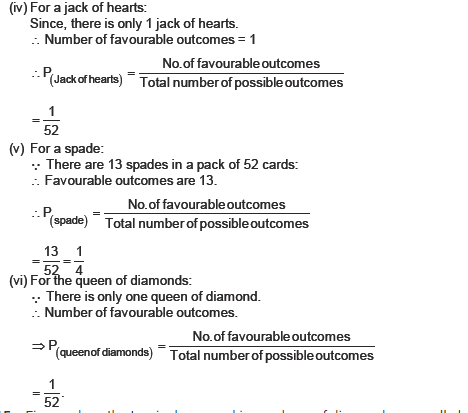 (iv) For a jack of hearts:
Since, there is only 1 jack of hearts.
∴ Number of favourable outcomes = 1
∴ P(Jack of hearts) = No. of favourable outcomes / Total number of possible outcomes
= 1/52
(v) For a spade:
∵ There are 13 spades in a pack of 52 cards:
∴ Favourable outcomes are 13.
∴ P(spade) = No. of favourable outcomes / Total number of possible outcomes
= 13/52 = 1/4
(vi) For the queen of diamonds:
∵ There is only one queen of diamond.
∴ Number of favourable outcomes.
⇒ P(queen of diamonds) = No. of favourable outcomes / Total number of possible outcomes
= 1/52.